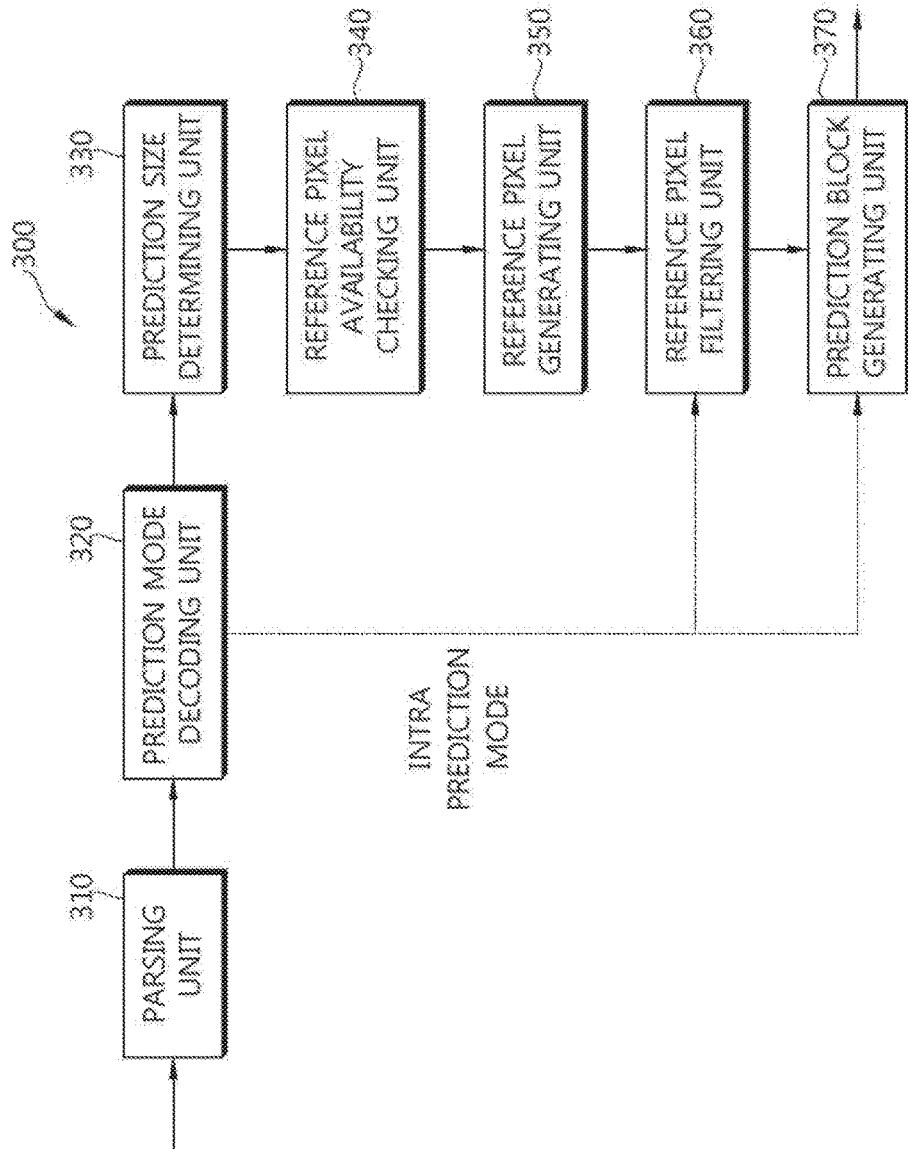 300
310
PARSING
UNIT
320
PREDICTION MODE
DECODING UNIT
330
PREDICTION SIZE
DETERMINING UNIT
340
REFERENCE PIXEL
AVAILABILITY
CHECKING UNIT
350
REFERENCE PIXEL
GENERATING UNIT
360
REFERENCE PIXEL
FILTERING UNIT
370
PREDICTION BLOCK
GENERATING UNIT
INTRA
PREDICTION
MODE